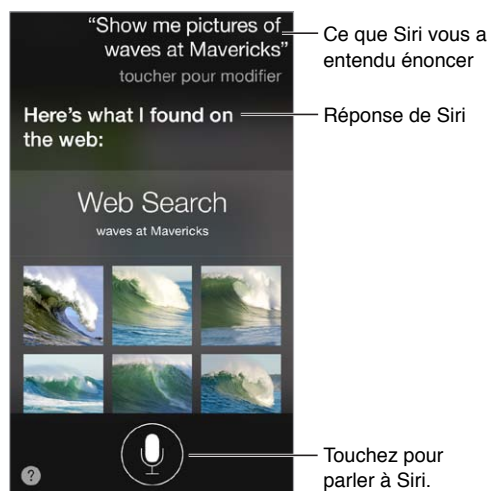 “Show me pictures of
waves at Mavericks”
toucher pour modifier
Ce que Siri vous a
entendu énoncer
Here’s what I found on
the web:
Réponse de Siri
Web Search
waves at Mavericks
?
Touchez pour
parler à Siri.